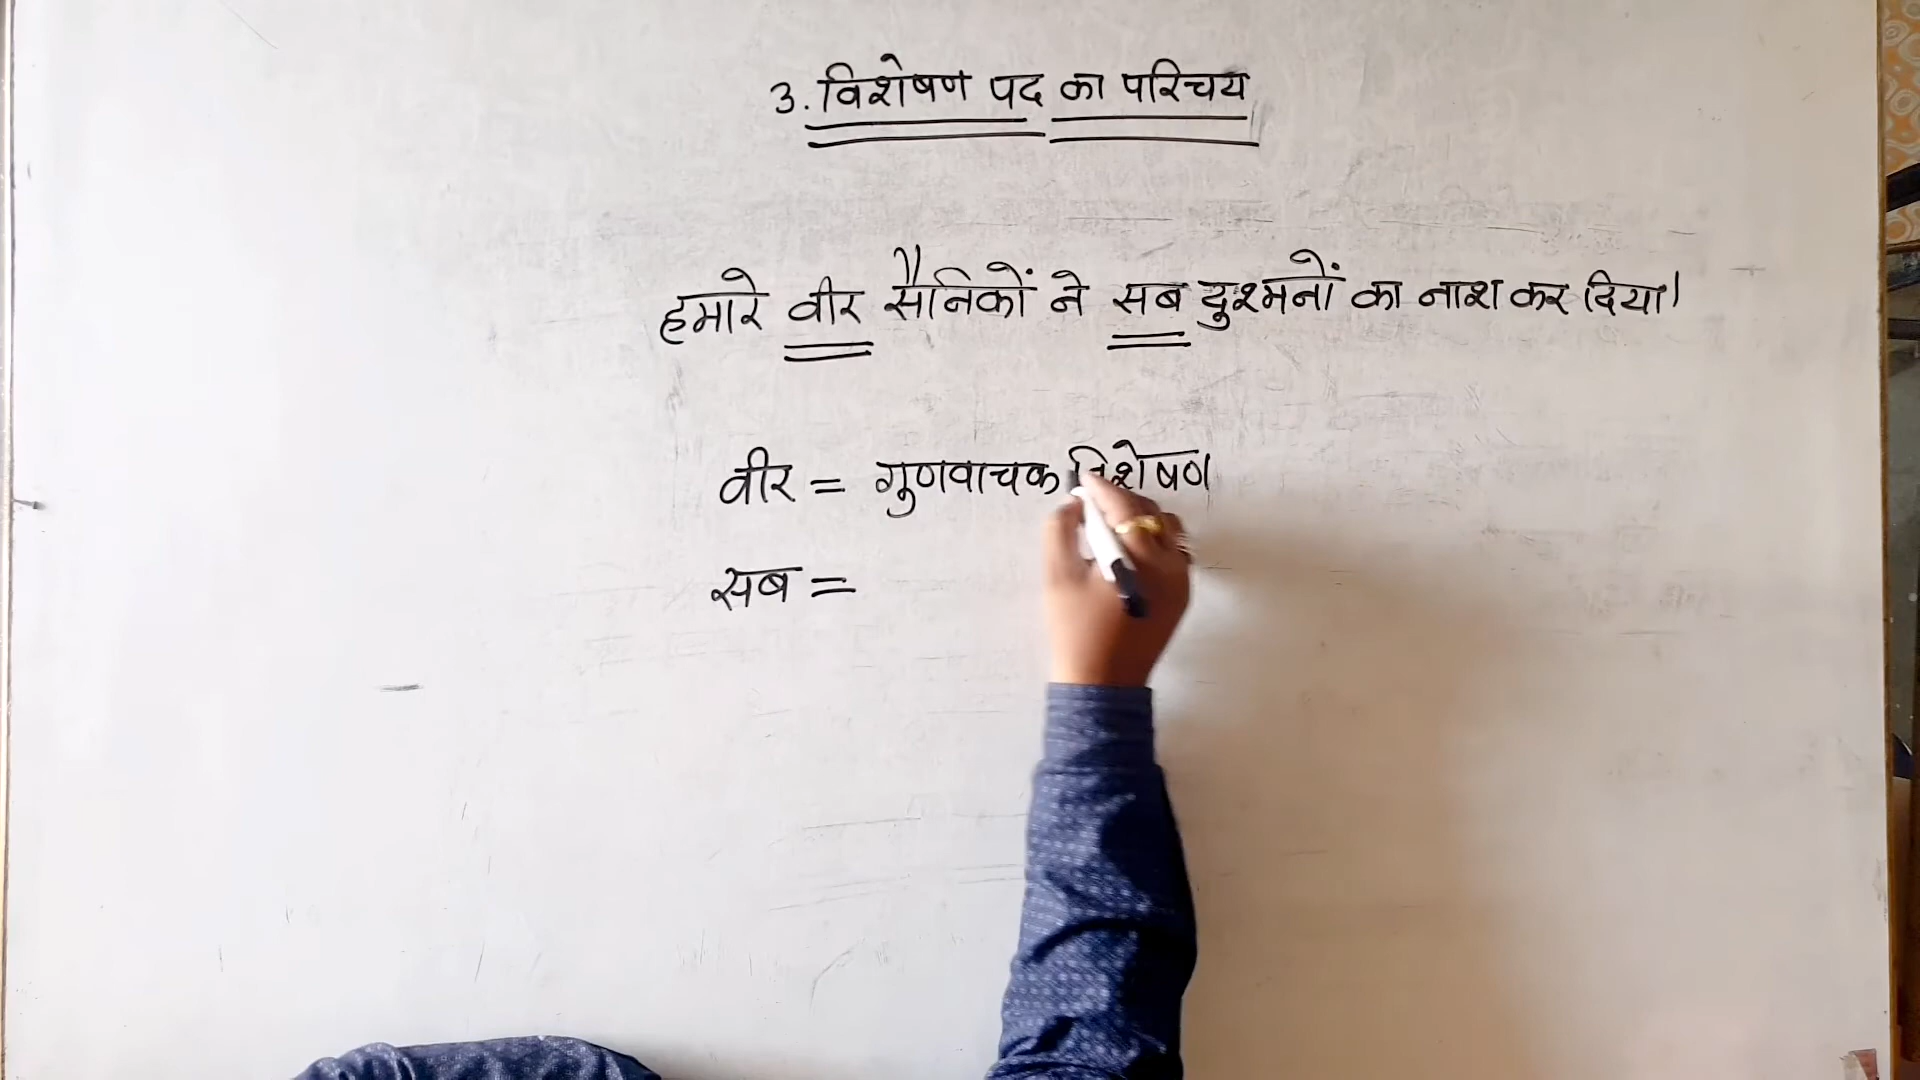 3. विशेषण पद का परिचय
हमारे वीर सैनिकों ने सब दुश्मनों का नाश कर दिया।
वीर = गुणवाचक विशेषण
सब =